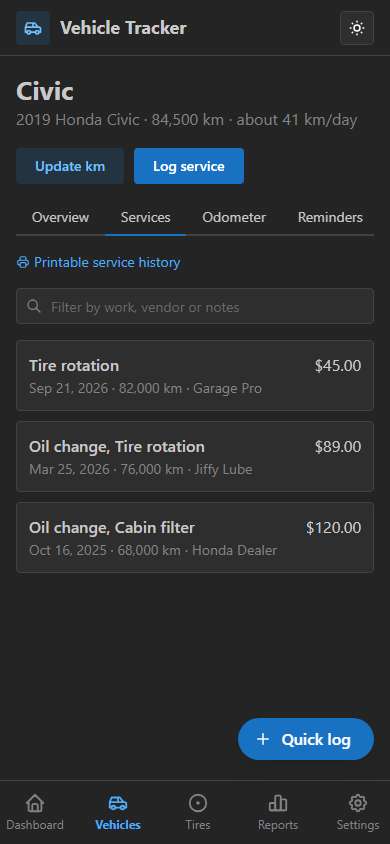 Vehicle Tracker
Civic
2019 Honda Civic · 84,500 km · about 41 km/day
Update km
Log service
Overview
Services
Odometer
Reminders
Printable service history
Filter by work, vendor or notes
Tire rotation
$45.00
Sep 21, 2026 · 82,000 km · Garage Pro
Oil change, Tire rotation
$89.00
Mar 25, 2026 · 76,000 km · Jiffy Lube
Oil change, Cabin filter
$120.00
Oct 16, 2025 · 68,000 km · Honda Dealer
+ Quick log
Dashboard
Vehicles
Tires
Reports
Settings